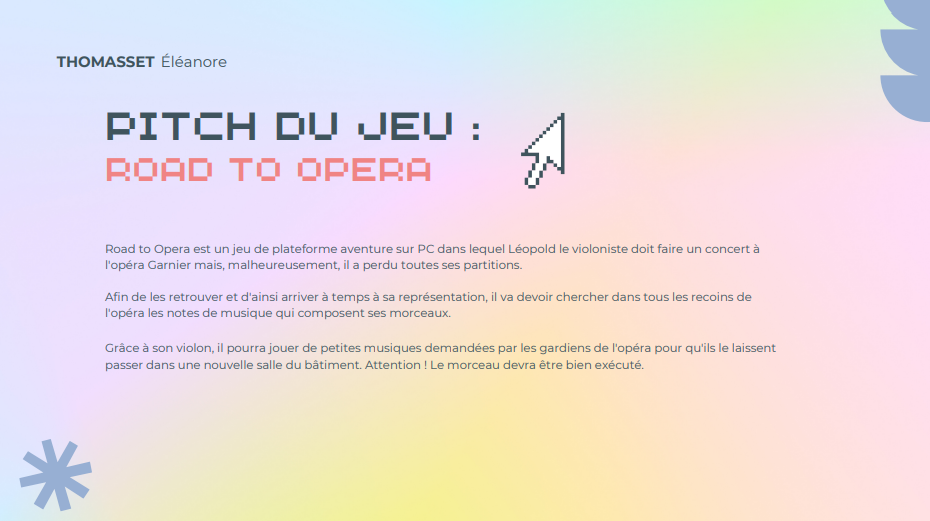 THOMASSET Éléanore
PITCH DU JEU :
ROAD TO OPERA
Road to Opera est un jeu de plateforme aventure sur PC dans lequel Léopold le violoniste doit faire un concert à
l'opéra Garnier mais, malheureusement, il a perdu toutes ses partitions.
Afin de les retrouver et d'ainsi arriver à temps à sa représentation, il va devoir chercher dans tous les recoins de
l'opéra les notes de musique qui composent ses morceaux.
Grâce à son violon, il pourra jouer de petites musiques demandées par les gardiens de l'opéra pour qu'ils le laissent
passer dans une nouvelle salle du bâtiment. Attention ! Le morceau devra être bien exécuté.